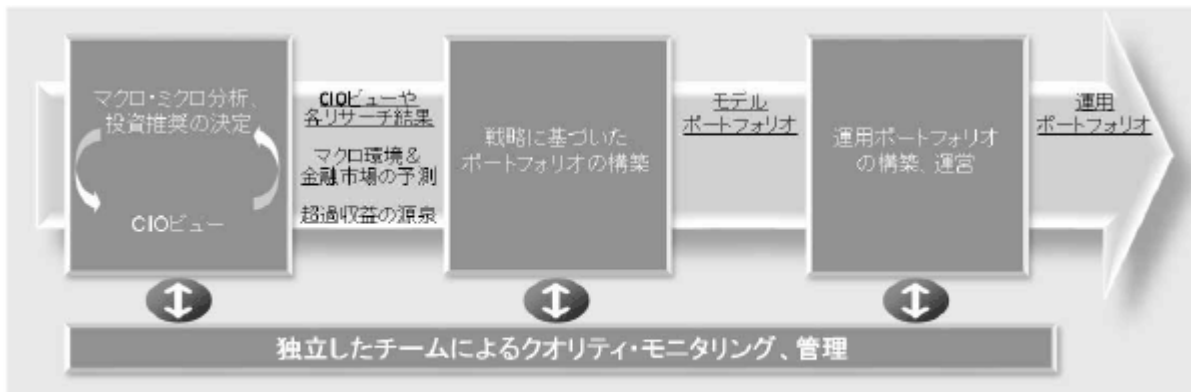 マクロ・ミクロ分析、
投資推奨の決定
CIOビュー
CIOビューや
各リサーチ結果
マクロ環境&
金融市場の予測
超過収益の源泉
戦略に基づいた
ポートフォリオの構築
モデル
ポートフォリオ
運用ポートフォリオ
の構築、運営
運用
ポートフォリオ
独立したチームによるクオリティ・モニタリング、管理